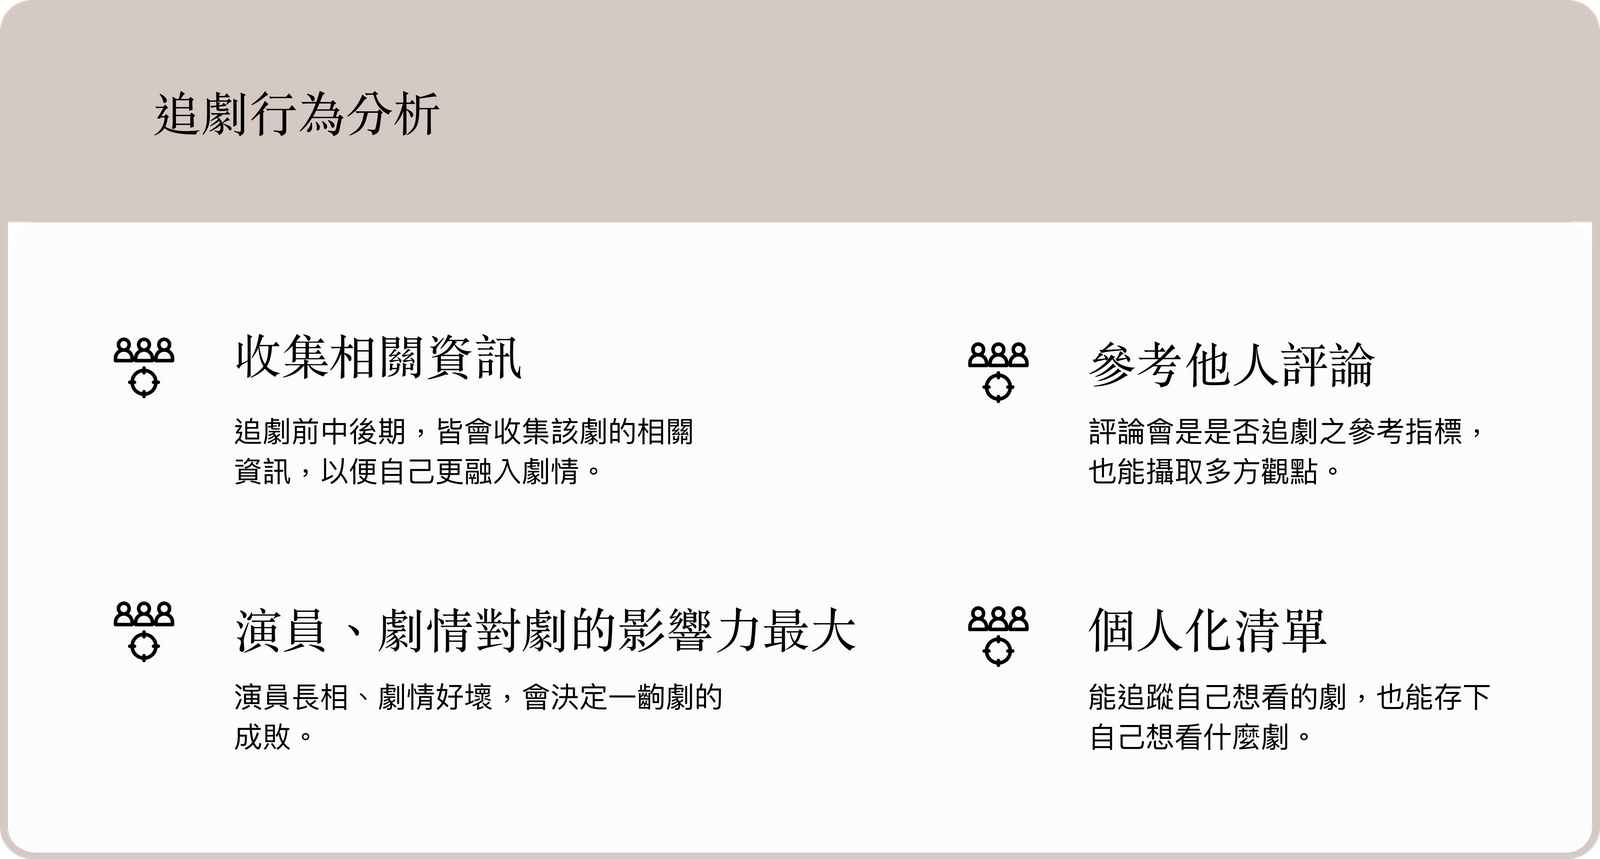 追劇行為分析
收集相關資訊
追劇前中後期，皆會收集該劇的相關
資訊，以便自己更融入劇情。
參考他人評論
評論會是是否追劇之參考指標，
也能攝取多方觀點。
演員、劇情對劇的影響力最大
演員長相、劇情好壞，會決定一齣劇的
成敗。
個人化清單
能追蹤自己想看的劇，也能存下
自己想看什麼劇。